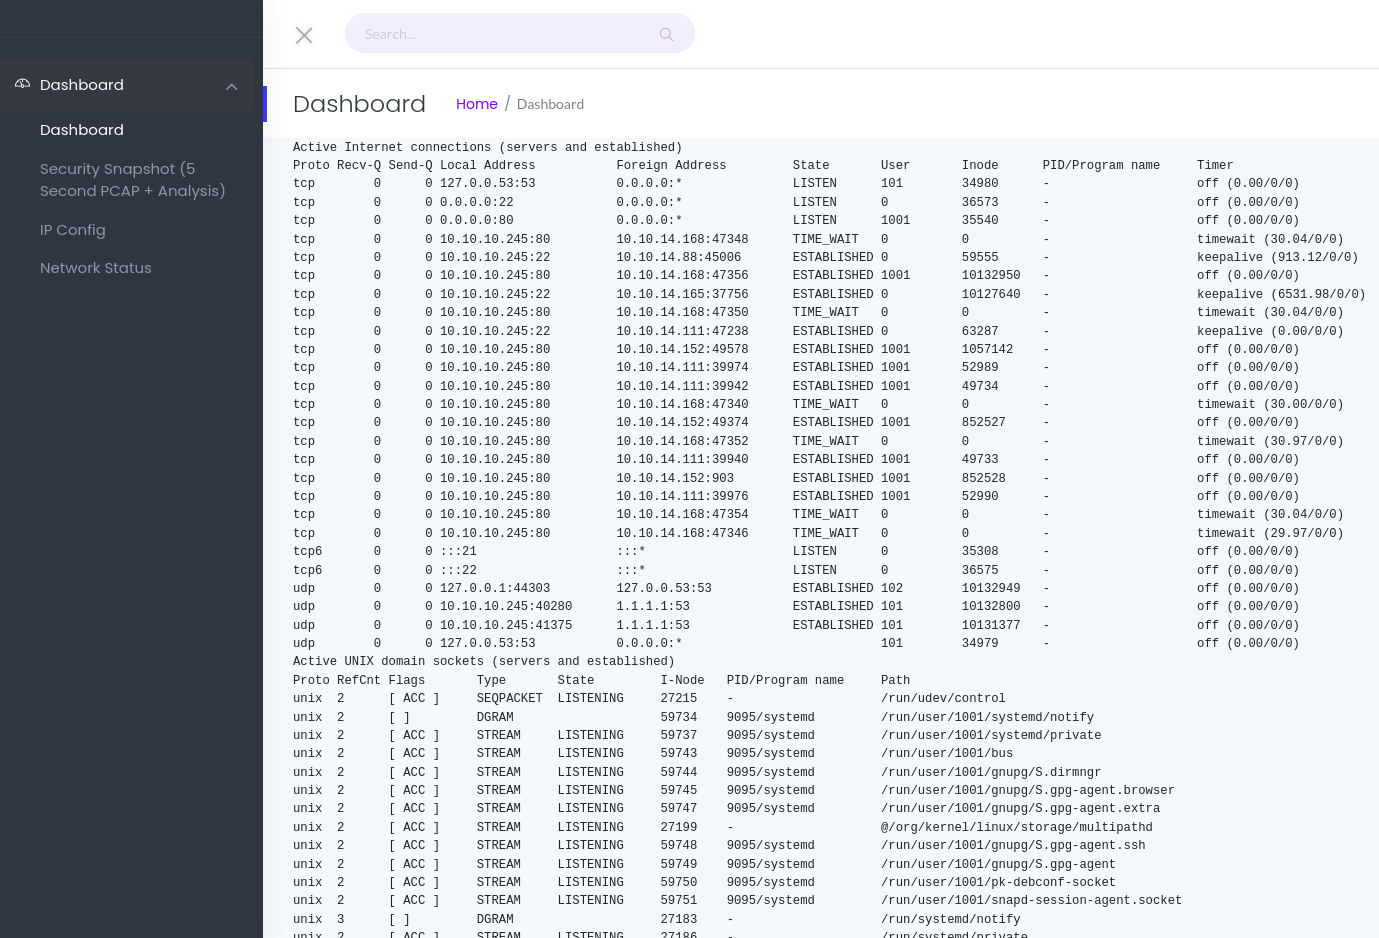 Search...
Dashboard
Dashboard
Security Snapshot (5
Second PCAP + Analysis)
IP Config
Network Status
Dashboard Home / Dashboard
Active Internet connections (servers and established)
Proto Recv-Q Send-Q Local Address           Foreign Address         State       User       Inode      PID/Program name     Timer
tcp        0      0 127.0.0.53:53           0.0.0.0:*               LISTEN      101        34980      -                    off (0.00/0/0)
tcp        0      0 0.0.0.0:22              0.0.0.0:*               LISTEN      0          36573      -                    off (0.00/0/0)
tcp        0      0 0.0.0.0:80              0.0.0.0:*               LISTEN      1001       35540      -                    off (0.00/0/0)
tcp        0      0 10.10.10.245:80         10.10.14.168:47348      TIME_WAIT   0          0          -                    timewait (30.04/0/0)
tcp        0      0 10.10.10.245:22         10.10.14.88:45006       ESTABLISHED 0          59555      -                    keepalive (913.12/0/0)
tcp        0      0 10.10.10.245:80         10.10.14.168:47356      ESTABLISHED 1001       10132950   -                    off (0.00/0/0)
tcp        0      0 10.10.10.245:22         10.10.14.165:37756      ESTABLISHED 0          10127640   -                    keepalive (6531.98/0/0)
tcp        0      0 10.10.10.245:80         10.10.14.168:47350      TIME_WAIT   0          0          -                    timewait (30.04/0/0)
tcp        0      0 10.10.10.245:22         10.10.14.111:47238      ESTABLISHED 0          63287      -                    keepalive (0.00/0/0)
tcp        0      0 10.10.10.245:80         10.10.14.152:49578      ESTABLISHED 1001       1057142    -                    off (0.00/0/0)
tcp        0      0 10.10.10.245:80         10.10.14.111:39974      ESTABLISHED 1001       52989      -                    off (0.00/0/0)
tcp        0      0 10.10.10.245:80         10.10.14.111:39942      ESTABLISHED 1001       49734      -                    off (0.00/0/0)
tcp        0      0 10.10.10.245:80         10.10.14.168:47340      TIME_WAIT   0          0          -                    timewait (30.00/0/0)
tcp        0      0 10.10.10.245:80         10.10.14.152:49374      ESTABLISHED 1001       852527     -                    off (0.00/0/0)
tcp        0      0 10.10.10.245:80         10.10.14.168:47352      TIME_WAIT   0          0          -                    timewait (30.97/0/0)
tcp        0      0 10.10.10.245:80         10.10.14.111:39940      ESTABLISHED 1001       49733      -                    off (0.00/0/0)
tcp        0      0 10.10.10.245:80         10.10.14.152:903        ESTABLISHED 1001       852528     -                    off (0.00/0/0)
tcp        0      0 10.10.10.245:80         10.10.14.111:39976      ESTABLISHED 1001       52990      -                    off (0.00/0/0)
tcp        0      0 10.10.10.245:80         10.10.14.168:47354      TIME_WAIT   0          0          -                    timewait (30.04/0/0)
tcp        0      0 10.10.10.245:80         10.10.14.168:47346      TIME_WAIT   0          0          -                    timewait (29.97/0/0)
tcp6       0      0 :::21                   :::*                    LISTEN      0          35308      -                    off (0.00/0/0)
tcp6       0      0 :::22                   :::*                    LISTEN      0          36575      -                    off (0.00/0/0)
udp        0      0 127.0.0.1:44303         127.0.0.53:53           ESTABLISHED 102        10132949   -                    off (0.00/0/0)
udp        0      0 10.10.10.245:40280      1.1.1.1:53              ESTABLISHED 101        10132800   -                    off (0.00/0/0)
udp        0      0 10.10.10.245:41375      1.1.1.1:53              ESTABLISHED 101        10131377   -                    off (0.00/0/0)
udp        0      0 127.0.0.53:53           0.0.0.0:*                           101        34979      -                    off (0.00/0/0)
Active UNIX domain sockets (servers and established)
Proto RefCnt Flags       Type       State         I-Node   PID/Program name     Path
unix  2      [ ACC ]     SEQPACKET  LISTENING     27215    -                    /run/udev/control
unix  2      [ ]         DGRAM                    59734    9095/systemd         /run/user/1001/systemd/notify
unix  2      [ ACC ]     STREAM     LISTENING     59737    9095/systemd         /run/user/1001/systemd/private
unix  2      [ ACC ]     STREAM     LISTENING     59743    9095/systemd         /run/user/1001/bus
unix  2      [ ACC ]     STREAM     LISTENING     59744    9095/systemd         /run/user/1001/gnupg/S.dirmngr
unix  2      [ ACC ]     STREAM     LISTENING     59745    9095/systemd         /run/user/1001/gnupg/S.gpg-agent.browser
unix  2      [ ACC ]     STREAM     LISTENING     59747    9095/systemd         /run/user/1001/gnupg/S.gpg-agent.extra
unix  2      [ ACC ]     STREAM     LISTENING     27199    -                    @/org/kernel/linux/storage/multipathd
unix  2      [ ACC ]     STREAM     LISTENING     59748    9095/systemd         /run/user/1001/gnupg/S.gpg-agent.ssh
unix  2      [ ACC ]     STREAM     LISTENING     59749    9095/systemd         /run/user/1001/gnupg/S.gpg-agent
unix  2      [ ACC ]     STREAM     LISTENING     59750    9095/systemd         /run/user/1001/pk-debconf-socket
unix  2      [ ACC ]     STREAM     LISTENING     59751    9095/systemd         /run/user/1001/snapd-session-agent.socket
unix  3      [ ]         DGRAM                    27183    -                    /run/systemd/notify
unix  2      [ ACC ]     STREAM     LISTENING     27186    -                    /run/systemd/private